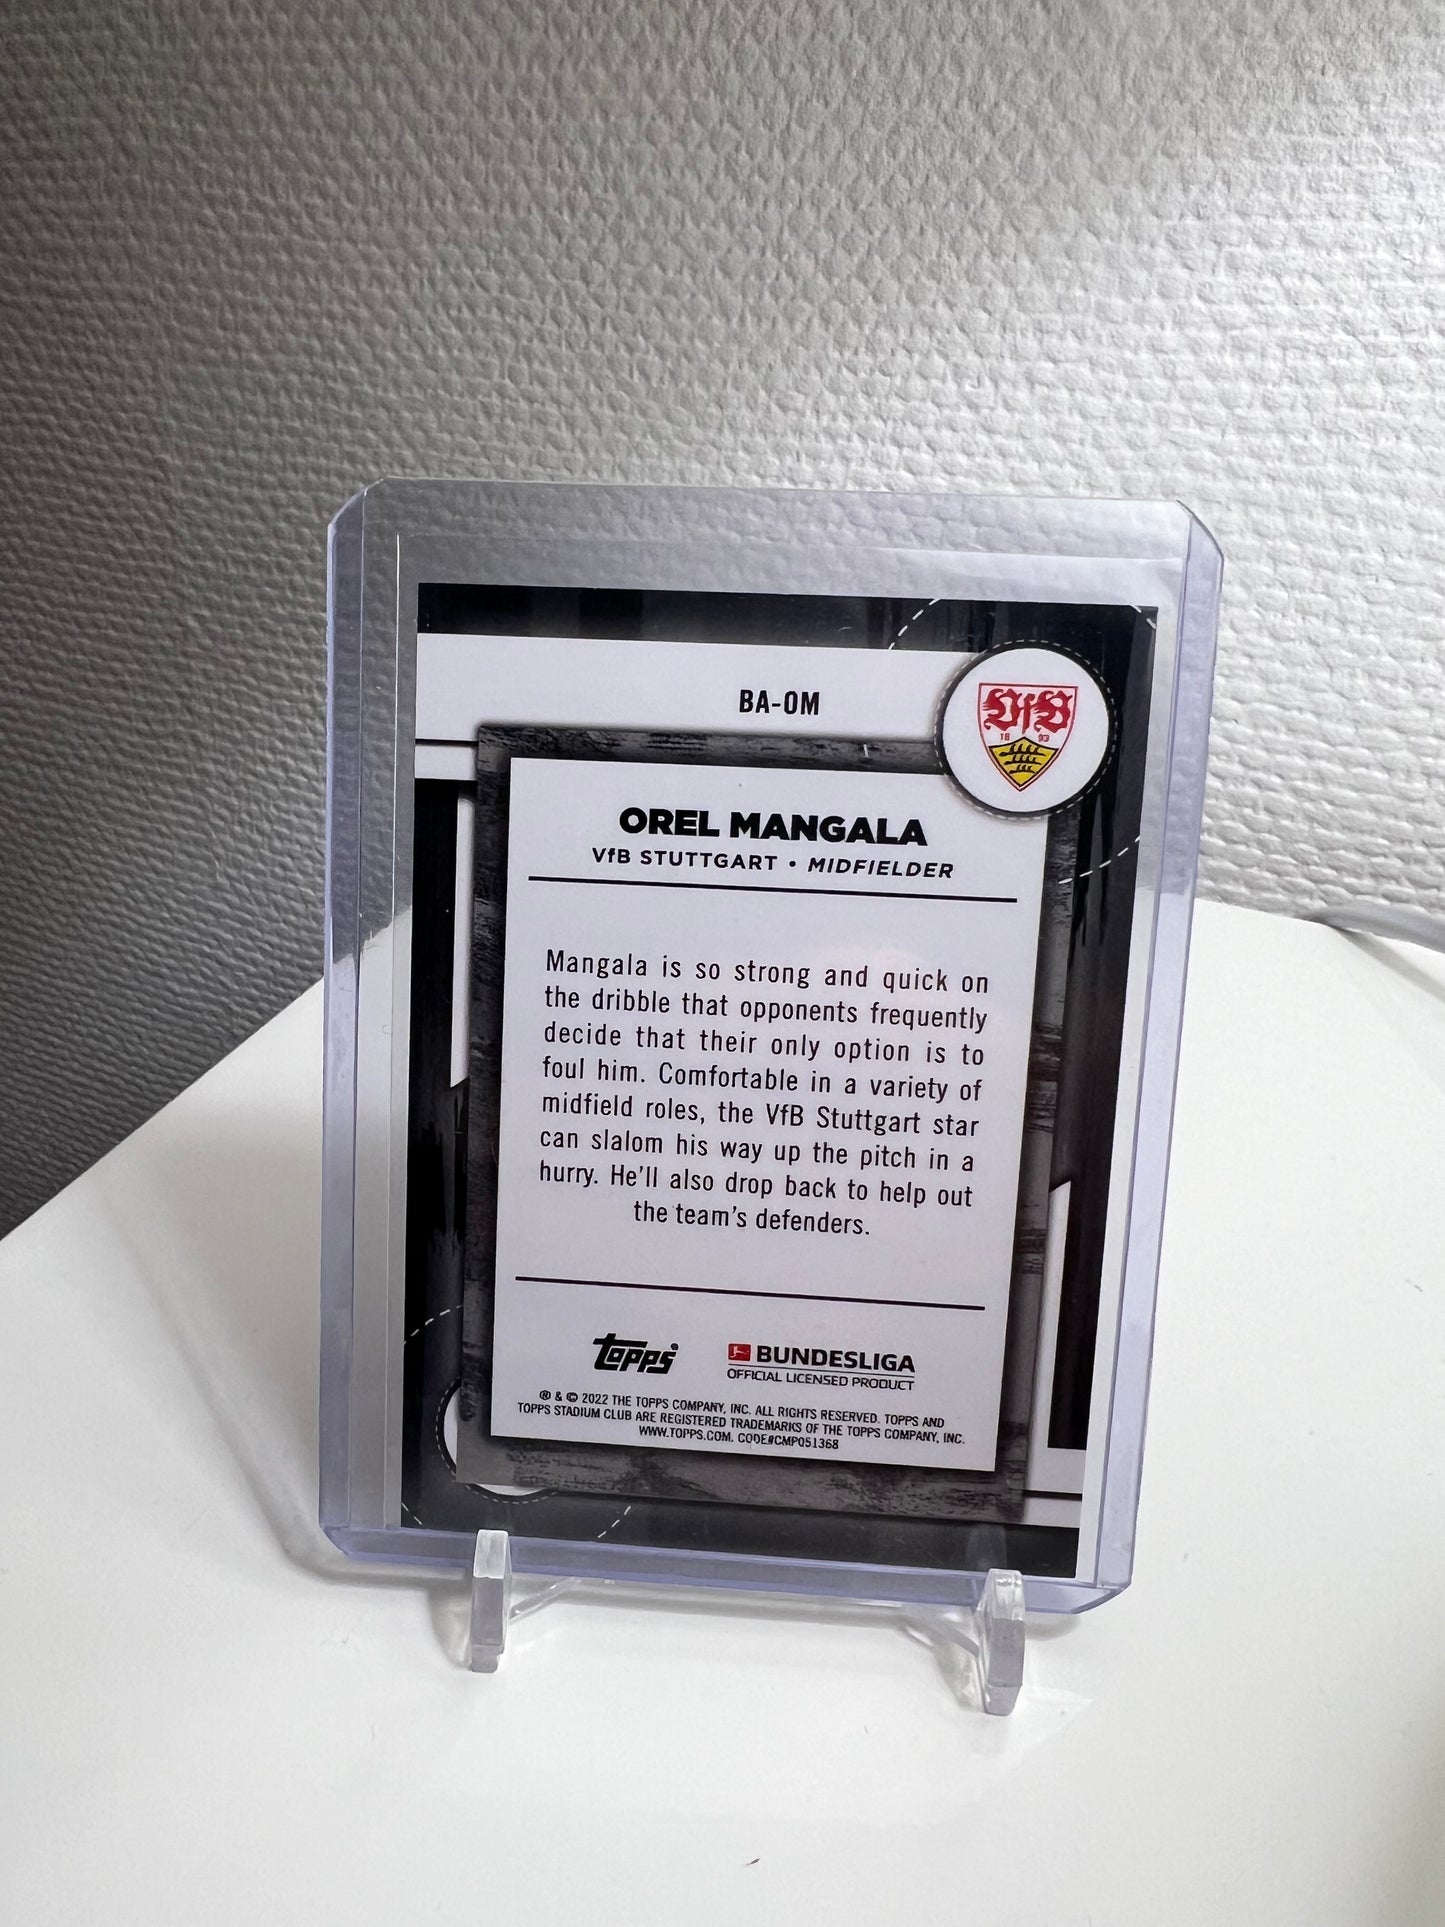 BA-OM
VfB
18 93
OREL MANGALA
VfB STUTTGART • MIDFIELDER
Mangala is so strong and quick on
the dribble that opponents frequently
decide that their only option is to
foul him. Comfortable in a variety of
midfield roles, the VfB Stuttgart star
can slalom his way up the pitch in a
hurry. He'll also drop back to help out
the team's defenders.
topps
BUNDESLIGA
OFFICIAL LICENSED PRODUCT
® & © 2022 THE TOPPS COMPANY, INC. ALL RIGHTS RESERVED. TOPPS AND
TOPPS STADIUM CLUB ARE REGISTERED TRADEMARKS OF THE TOPPS COMPANY, INC.
WWW.TOPPS.COM. CODE#CMP051368